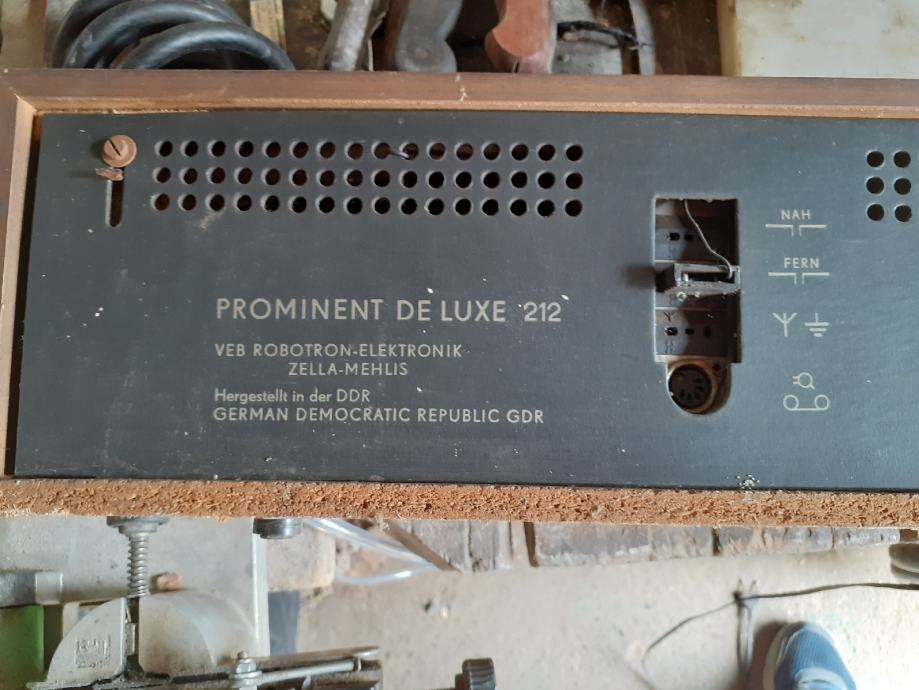 PROMINENT DE LUXE 212
VEB ROBOTRON-ELEKTRONIK
ZELLA-MEHLIS
Hergestellt in der DDR
GERMAN DEMOCRATIC REPUBLIC GDR
NAH
FERN